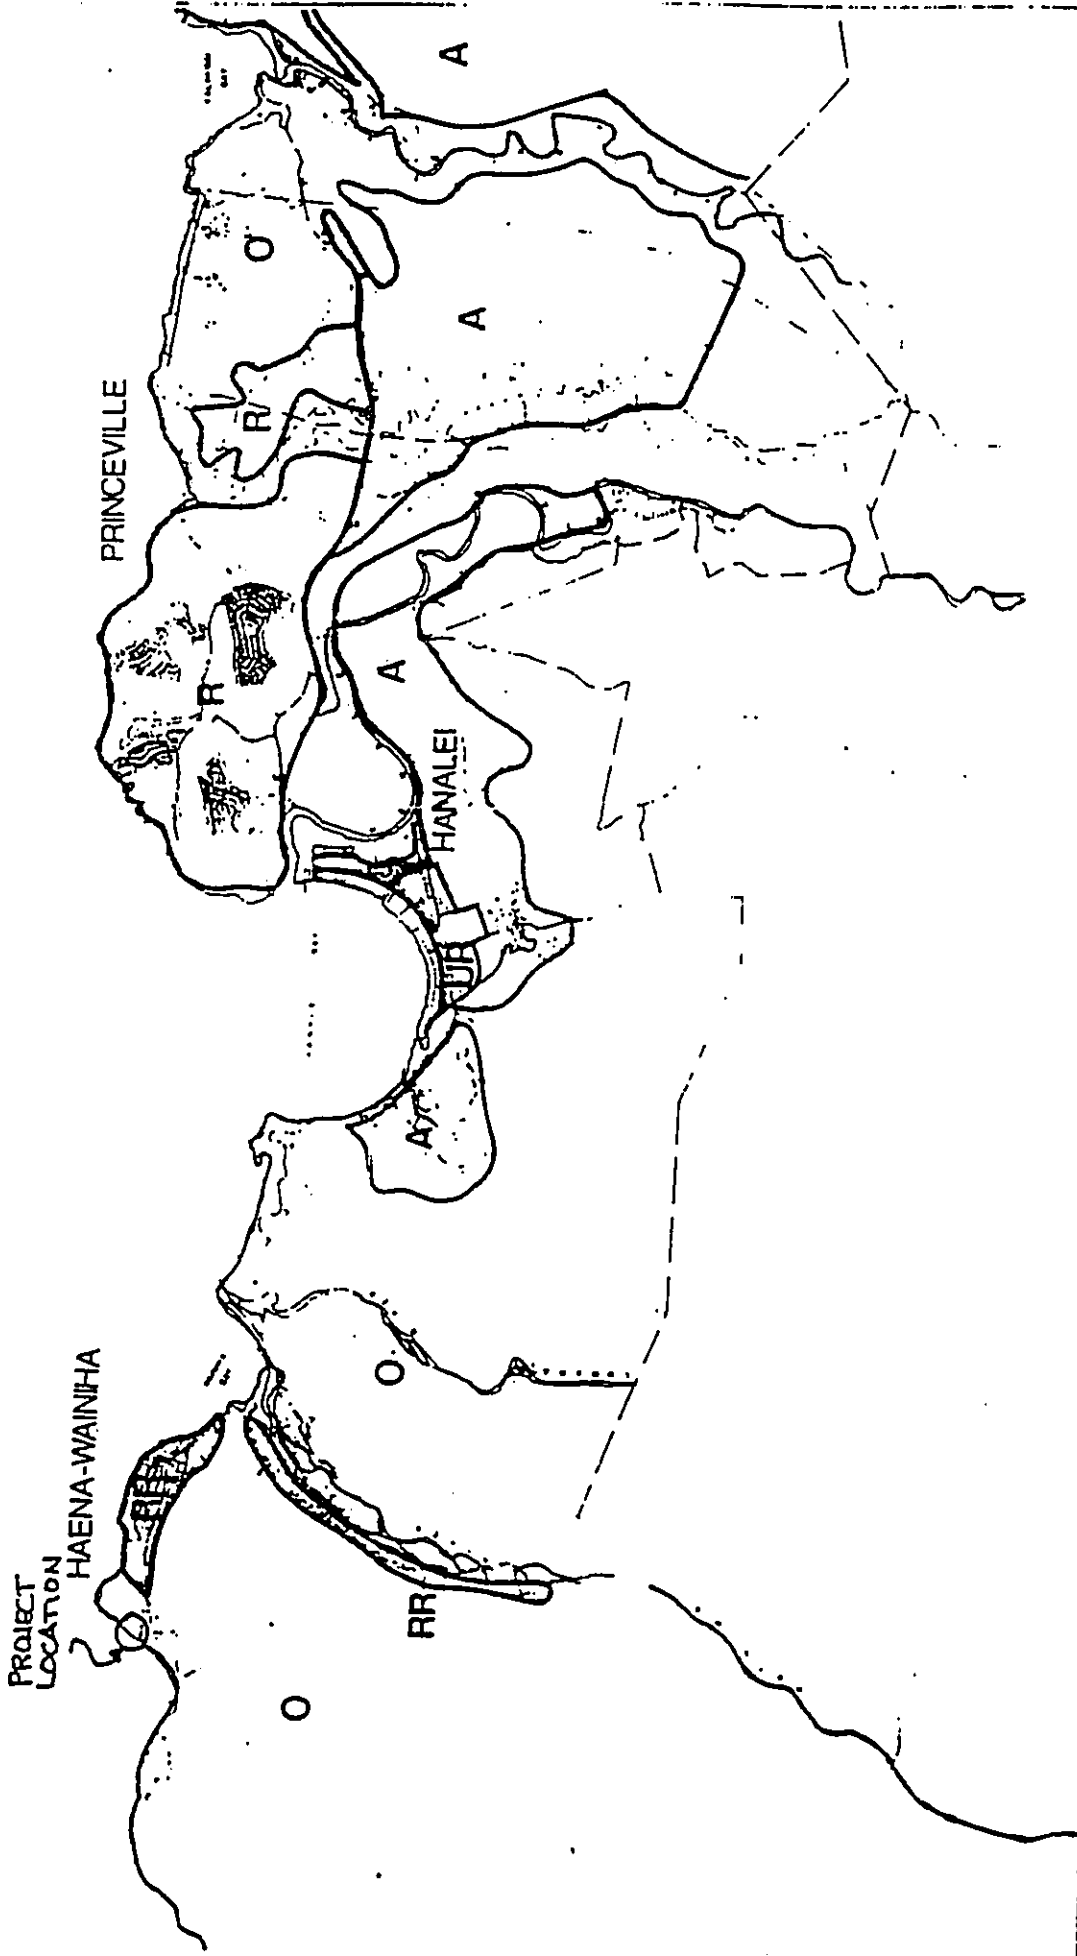 PROJECT
LOCATION
HAENA-WAINIHA
PRINCEVILLE
HANALEI
O
RR
O
A
UR
A
R
R
O
A
A